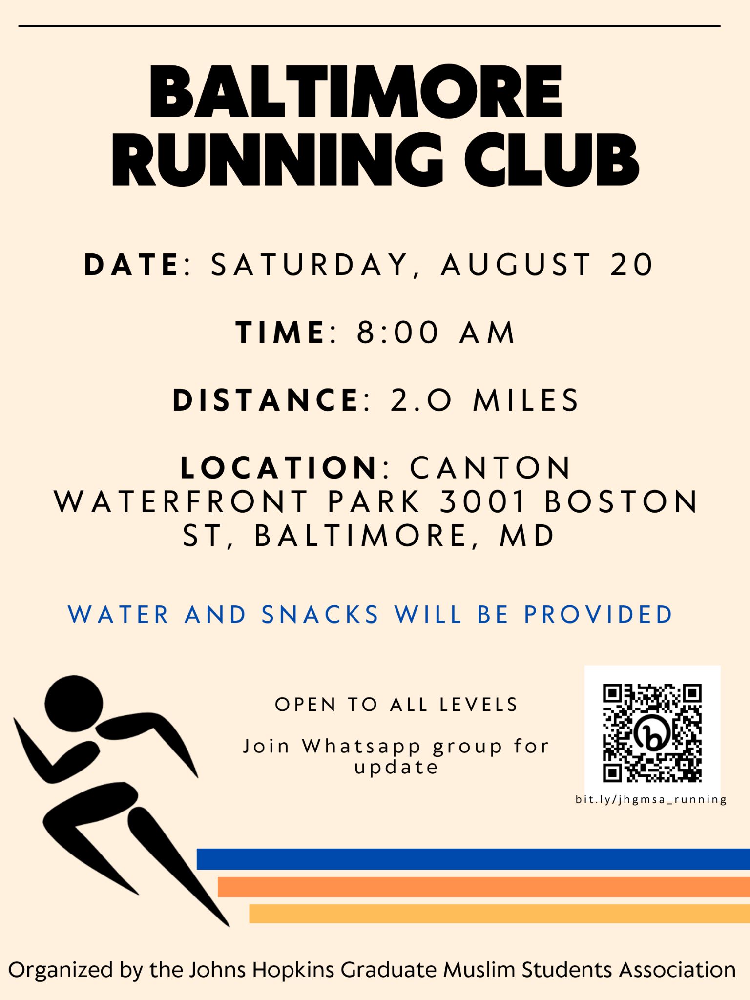 BALTIMORE
RUNNING CLUB
DATE: SATURDAY, AUGUST 20
TIME: 8:00 AM
DISTANCE: 2.O MILES
LOCATION: CANTON
WATERFRONT PARK 3001 BOSTON
ST, BALTIMORE, MD
WATER AND SNACKS WILL BE PROVIDED
OPEN TO ALL LEVELS
Join Whatsapp group for
update
b
bit.ly/jhgmsa_running
Organized by the Johns Hopkins Graduate Muslim Students Association